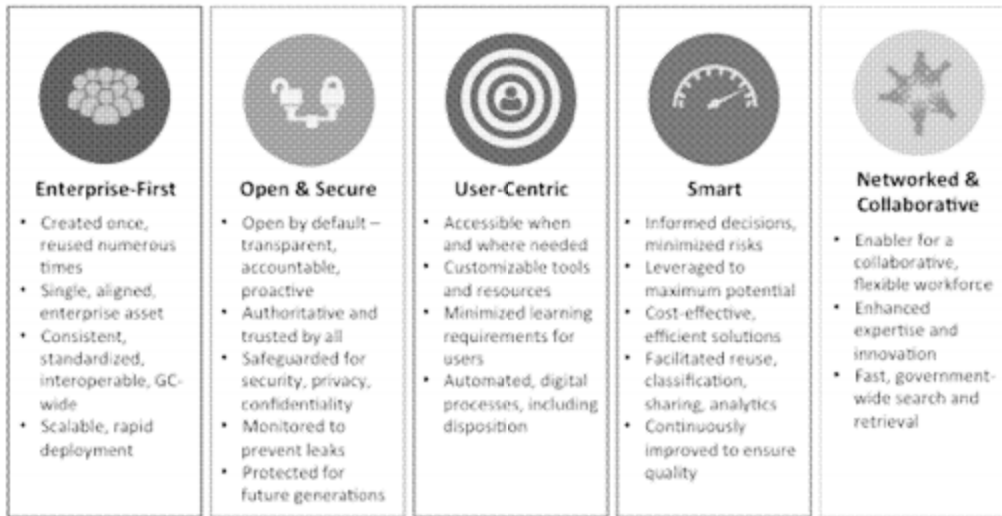 Enterprise-First
• Created once,
reused numerous
times
• Single, aligned,
enterprise asset
• Consistent,
standardized,
interoperable, GC-
wide
• Scalable, rapid
deployment
Open & Secure
• Open by default –
transparent,
accountable,
proactive
• Authoritative and
trusted by all
• Safeguarded for
security, privacy,
confidentiality
• Monitored to
prevent leaks
• Protected for
future generations
User-Centric
• Accessible when
and where needed
• Customizable tools
and resources
• Minimized learning
requirements for
users
• Automated, digital
processes, including
disposition
Smart
• Informed decisions,
minimized risks
• Leveraged to
maximum potential
• Cost-effective,
efficient solutions
• Facilitated reuse,
classification,
sharing, analytics
• Continuously
improved to ensure
quality
Networked &
Collaborative
• Enabler for a
collaborative,
flexible workforce
• Enhanced
expertise and
innovation
• Fast, government-
wide search and
retrieval